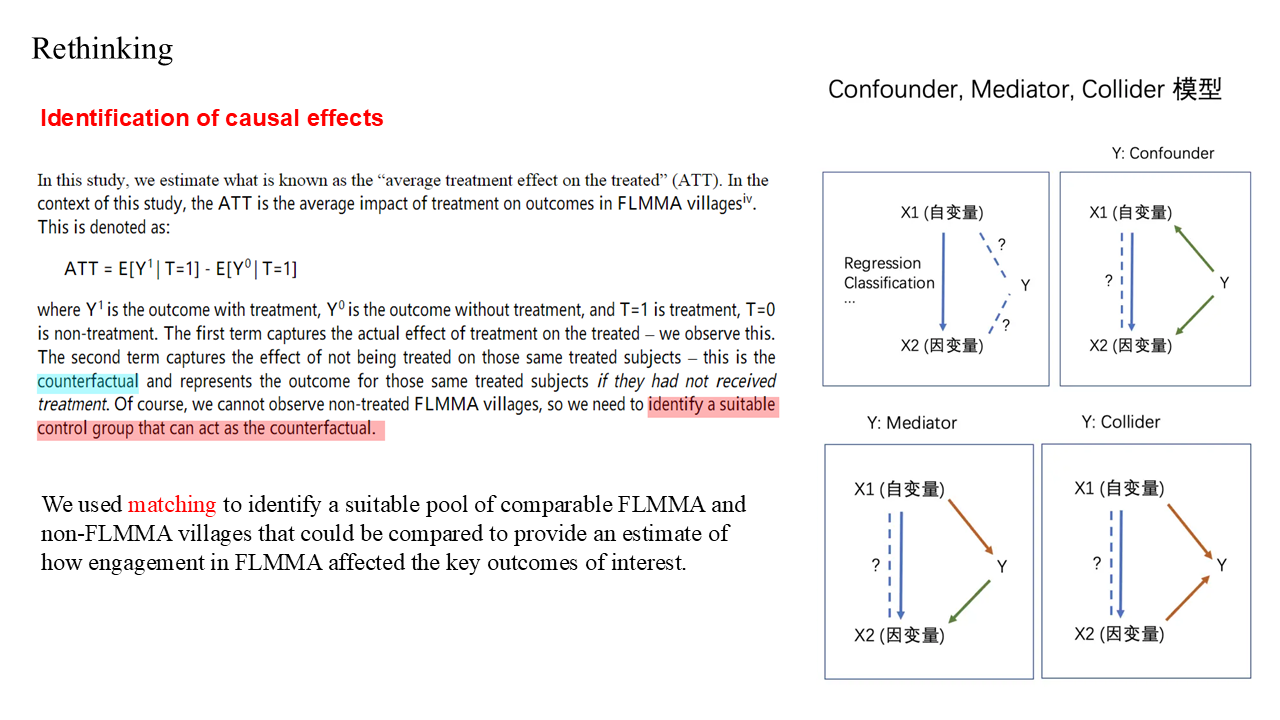 Rethinking
Identification of causal effects
In this study, we estimate what is known as the “average treatment effect on the treated” (ATT). In the
context of this study, the ATT is the average impact of treatment on outcomes in FLMMA villagesiv.
This is denoted as:
ATT = E[Y1| T=1] - E[Y0| T=1]
where Y1 is the outcome with treatment, Y0 is the outcome without treatment, and T=1 is treatment, T=0
is non-treatment. The first term captures the actual effect of treatment on the treated – we observe this.
The second term captures the effect of not being treated on those same treated subjects – this is the
counterfactual and represents the outcome for those same treated subjects if they had not received
treatment. Of course, we cannot observe non-treated FLMMA villages, so we need to identify a suitable
control group that can act as the counterfactual.
We used matching to identify a suitable pool of comparable FLMMA and
non-FLMMA villages that could be compared to provide an estimate of
how engagement in FLMMA affected the key outcomes of interest.
Confounder, Mediator, Collider 模型
X1 (自变量)
?
Regression
Classification
...
Y
?
X2 (因变量)
Y: Confounder
X1 (自变量)
?
Y
X2 (因变量)
Y: Mediator
X1 (自变量)
?
Y
X2 (因变量)
Y: Collider
X1 (自变量)
?
Y
X2 (因变量)